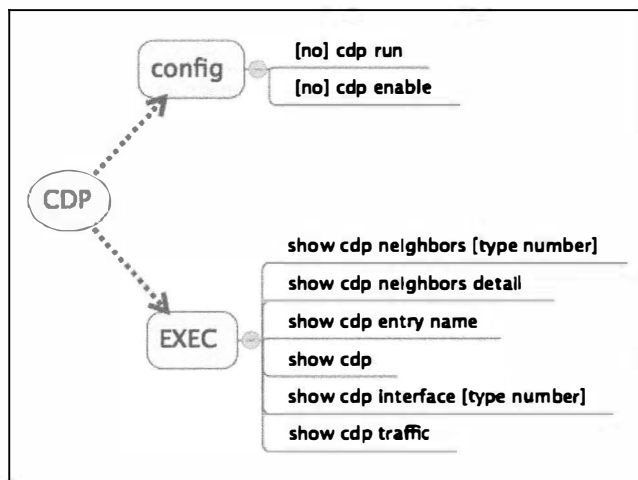 config
[no] cdp run
[no] cdp enable
CDP
EXEC
show cdp neighbors [type number]
show cdp neighbors detail
show cdp entry name
show cdp
show cdp interface [type number]
show cdp traffic